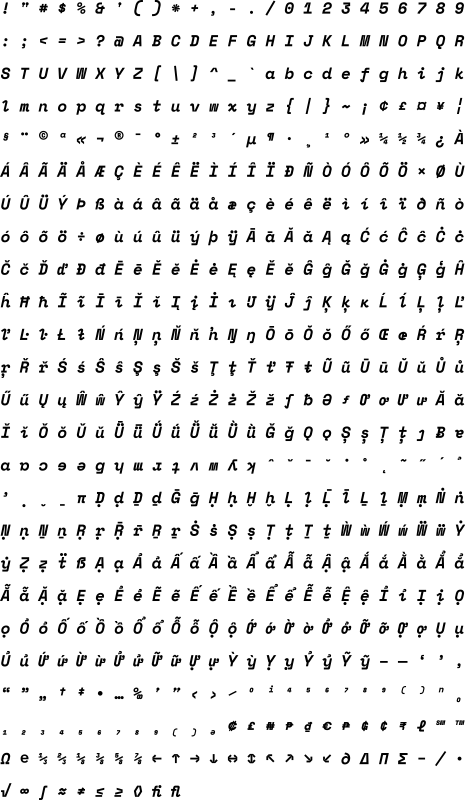 ! " # $ % & ' ( ) * + , - . / 0 1 2 3 4 5 6 7 8 9
: ; < = > ? @ A B C D E F G H I J K L M N O P Q R
S T U V W X Y Z [ \ ] ^ _ ` a b c d e f g h i j k
l m n o p q r s t u v w x y z { | } ~ ¡ ¢ £ ¤ ¥ ¦
§ ¨ © ª « ¬ ® ¯ ° ± ² ³ ´ µ ¶ · ¸ ¹ º » ¼ ½ ¾ ¿ À
Á Â Ã Ä Å Æ Ç È É Ê Ë Ì Í Î Ï Ð Ñ Ò Ó Ô Õ Ö × Ø Ù
Ú Û Ü Ý Þ ß à á â ã ä å æ ç è é ê ë ì í î ï ð ñ ò
ó ô õ ö ÷ ø ù ú û ü ý þ ÿ Ā ā Ă ă Ą ą Ć ć Ĉ ĉ Ċ ċ
Č č Ď ď Đ đ Ē ē Ĕ ĕ Ė ė Ę ę Ě ě Ĝ ĝ Ğ ğ Ġ ġ Ģ ģ Ĥ
ĥ Ħ ħ Ĩ ĩ Ī ī Ĭ ĭ Į į İ ı Ĳ ĳ Ĵ ĵ Ķ ķ ĸ Ĺ ĺ Ļ ļ Ľ
ľ Ŀ ŀ Ł ł Ń ń Ņ ņ Ň ň ŉ Ŋ ŋ Ō ō Ŏ ŏ Ő ő Œ œ Ŕ ŕ Ŗ
ŗ Ř ř Ś ś Ŝ ŝ Ş ş Š š Ţ ţ Ť ť Ŧ ŧ Ũ ũ Ū ū Ŭ ŭ Ů ů
Ű ű Ų ų Ŵ ŵ Ŷ ŷ Ÿ Ź ź Ż ż Ž ž ſ ƀ Ə ƒ Ơ ơ Ư ư Ă ă
Ǐ ǐ Ǒ ǒ Ǔ ǔ Ǖ ǖ Ǘ ǘ Ǚ ǚ Ǜ ǜ Ğ ğ Ǫ ǫ Ș ș Ț ț ȷ Ƀ ɐ
ɑ ɒ ɔ ɘ ə ɡ ɥ ɯ ɹ ʇ ʌ ʍ ʎ ʞ
π Ḍ ḍ Ḏ ḏ Ḡ ḡ Ḥ ḥ Ḫ ḫ Ḷ ḷ Ḹ ḹ Ḻ ḻ Ṃ ṃ Ṅ ṅ
Ṇ ṇ Ṉ ṉ Ṛ ṛ Ṝ ṝ Ṟ ṟ Ṡ ṡ Ṣ ṣ Ṭ ṭ Ṯ ṯ Ẁ ẁ Ẃ ẃ Ẅ ẅ Ẏ
ẏ Ẓ ẓ ẗ ẞ Ạ ạ Ả ả Ấ ấ Ầ ầ Ẩ ẩ Ẫ ẫ Ậ ậ Ắ ắ Ằ ằ Ẳ ẳ
Ẵ ẵ Ặ ặ Ẹ ẹ Ẻ ẻ Ẽ ẽ Ế ế Ề ề Ể ể Ễ ễ Ệ ệ Ỉ ỉ Ị ị Ọ
ọ Ỏ ỏ Ố ố Ồ ồ Ổ ổ Ỗ ỗ Ộ ộ Ớ ớ Ờ ờ Ở ở Ỡ ỡ Ợ ợ Ụ ụ
Ủ ủ Ứ ứ Ừ ừ Ử ử Ữ ữ Ự ự Ỳ ỳ Ỵ ỵ Ỷ ỷ Ỹ ỹ – — ‘ ’ ‚
“ ” „ † ‡ • … ‰ ′ ″ ‹ › ⁄ ⁰ ⁱ ⁴ ⁵ ⁶ ⁷ ⁸ ⁹ ⁽ ⁾ ⁿ ₀
₁ ₂ ₃ ₄ ₅ ₆ ₇ ₈ ₉ ₍ ₎ ₔ ₡ ₤ ₦ ₱ € ₲ ₵ ₹ ℓ ℠ ™
Ω ℮ ⅓ ⅔ ⅛ ⅜ ⅝ ⅞ ← ↑ → ↓ ↔ ↕ ↖ ↗ ↘ ↙ ∂ ∆ ∏ ∑ − ∕ ∙
√ ∞ ∫ ≈ ≠ ≤ ≥ ◊ ﬁ ﬂ